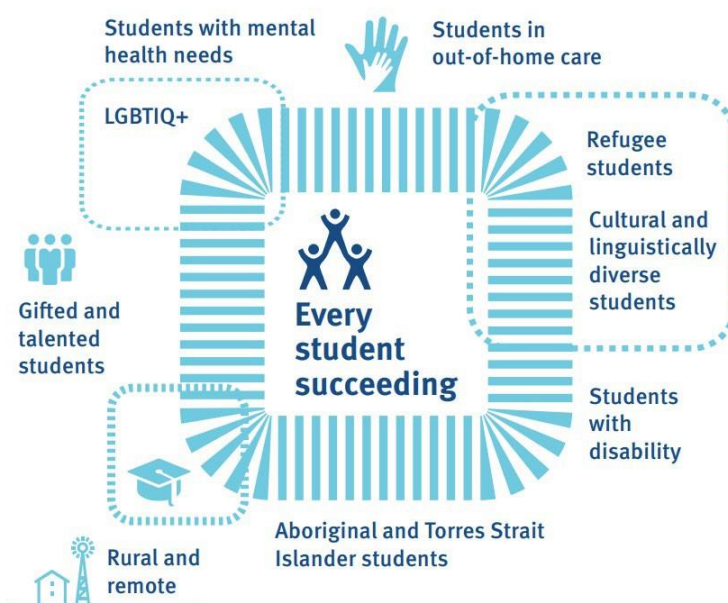 Students with mental
health needs
Students in
out-of-home care
LGBTIQ+
Refugee
students
Cultural and
linguistically
diverse
students
Gifted and
talented
students
Every
student
succeeding
Students
with
disability
Aboriginal and Torres Strait
Islander students
Rural and
remote